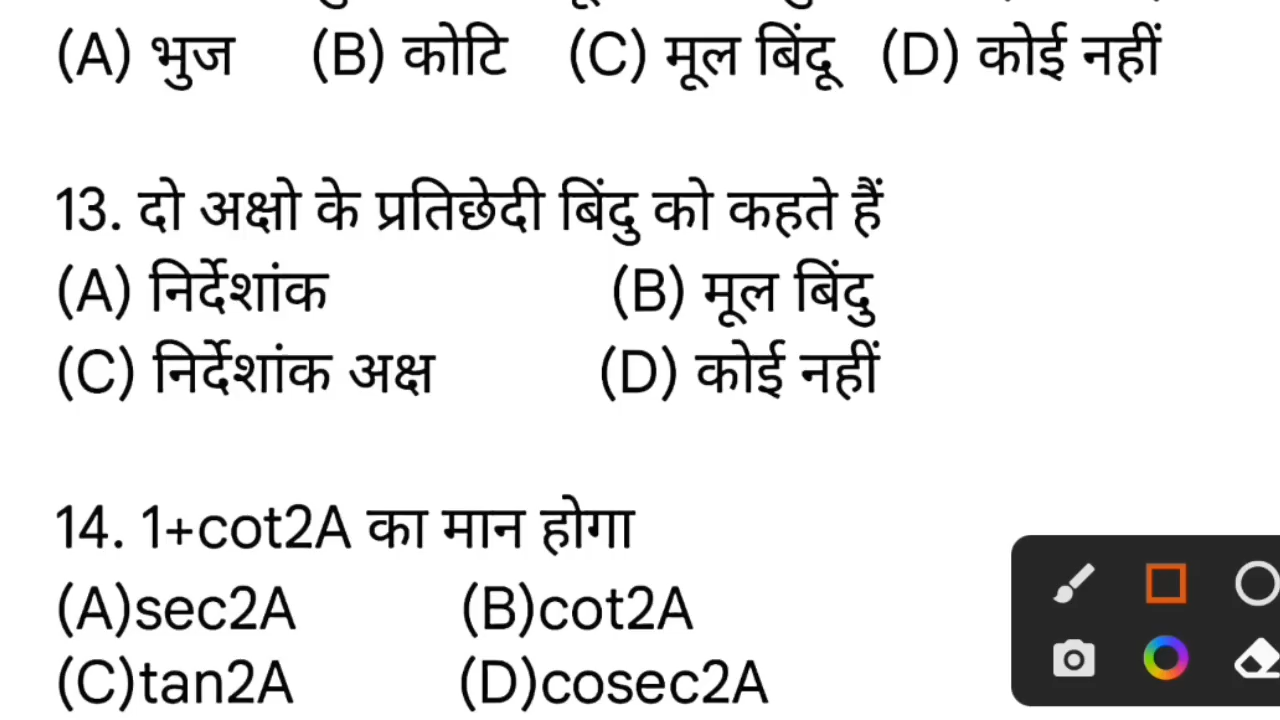 (A) भुज (B) कोटि (C) मूल बिंदू (D) कोई नहीं
13. दो अक्षो के प्रतिछेदी बिंदु को कहते हैं
(A) निर्देशांक (B) मूल बिंदु
(C) निर्देशांक अक्ष (D) कोई नहीं
14. 1+cot2A का मान होगा
(A)sec2A (B)cot2A
(C)tan2A (D)cosec2A